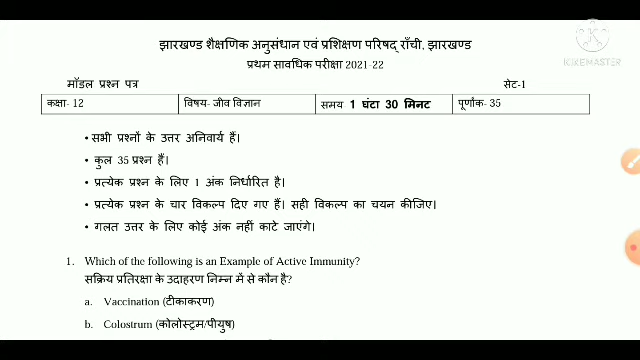 झारखण्ड शैक्षणिक अनुसंधान एवं प्रशिक्षण परिषद् राँची, झारखण्ड
प्रथम सावधिक परीक्षा 2021-22
मॉडल प्रश्न पत्र सेट-1
कक्षा- 12 विषय- जीव विज्ञान समय 1 घंटा 30 मिनट पूर्णांक- 35
• सभी प्रश्नों के उत्तर अनिवार्य हैं।
• कुल 35 प्रश्न हैं।
• प्रत्येक प्रश्न के लिए 1 अंक निर्धारित है।
• प्रत्येक प्रश्न के चार विकल्प दिए गए हैं। सही विकल्प का चयन कीजिए।
• गलत उत्तर के लिए कोई अंक नहीं काटे जाएंगे।
1. Which of the following is an Example of Active Immunity?
सक्रिय प्रतिरक्षा के उदाहरण निम्न में से कौन है?
a. Vaccination (टीकाकरण)
b. Colostrum (कोलोस्ट्रम/पीयुष)
KINEMASTER